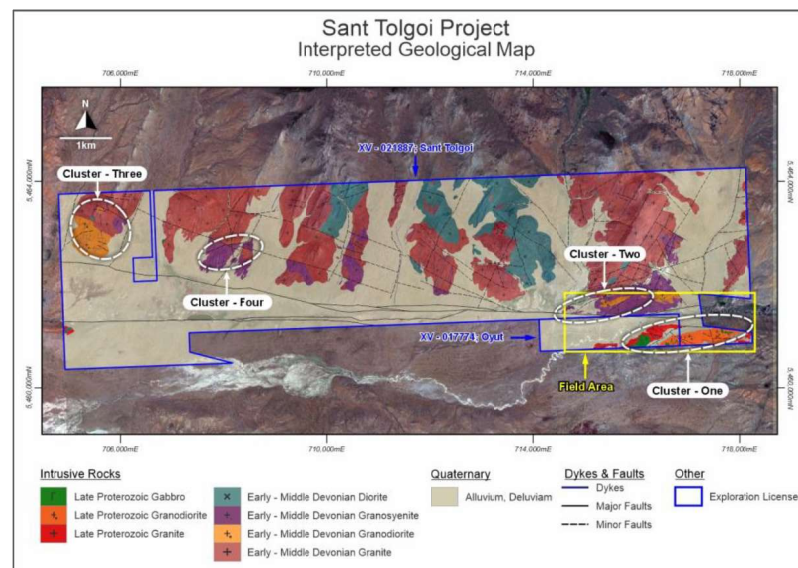 Sant Tolgoi Project
Interpreted Geological Map
706,000mE 710,000mE 714,000mE 718,000mE
N
1km
XV - 021887; Sant Tolgoi
5,464,000mN 5,464,000mN
Cluster - Three
Cluster - Two
Cluster - Four
XV - 017774; Oyut
Field Area
Cluster - One
5,460,000mN 5,460,000mN
706,000mE 710,000mE 714,000mE 718,000mE
Intrusive Rocks
Late Proterozoic Gabbro
Late Proterozoic Granodiorite
Late Proterozoic Granite
Early - Middle Devonian Diorite
Early - Middle Devonian Granosyenite
Early - Middle Devonian Granodiorite
Early - Middle Devonian Granite
Quaternary
Alluvium, Deluviam
Dykes & Faults
Dykes
Major Faults
Minor Faults
Other
Exploration License